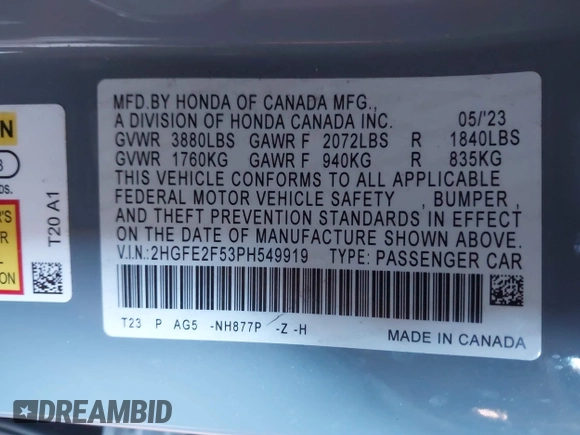 MFD.BY HONDA OF CANADA MFG.,
A DIVISION OF HONDA CANADA INC. 05/'23
GVWR 3880LBS GAWR F 2072LBS R 1840LBS
GVWR 1760KG GAWR F 940KG R 835KG
THIS VEHICLE CONFORMS TO ALL APPLICABLE
FEDERAL MOTOR VEHICLE SAFETY , BUMPER ,
AND THEFT PREVENTION STANDARDS IN EFFECT
ON THE DATE OF MANUFACTURE SHOWN ABOVE.
V.I.N.:2HGFE2F53PH549919 TYPE: PASSENGER CAR
T23 P AG5 -NH877P -Z -H
MADE IN CANADA
T20 A1
DREAMBID